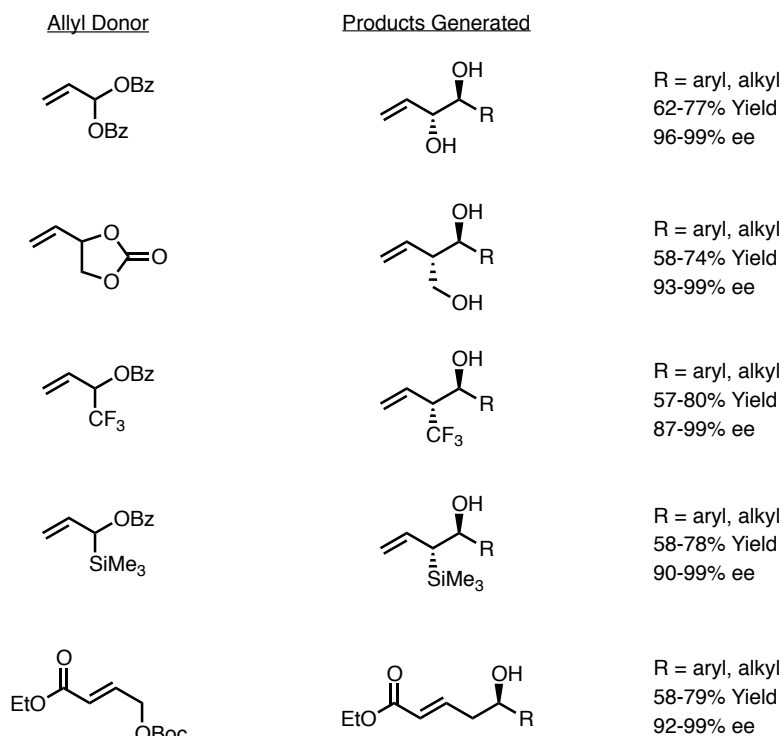 Allyl Donor
Products Generated
OBz
OBz
OH
R
OH
R = aryl, alkyl
62-77% Yield
96-99% ee
O
O
O
OH
R
OH
R = aryl, alkyl
58-74% Yield
93-99% ee
OBz
CF3
OH
R
CF3
R = aryl, alkyl
57-80% Yield
87-99% ee
OBz
SiMe3
OH
R
SiMe3
R = aryl, alkyl
58-78% Yield
90-99% ee
O
EtO
OBoc
O
OH
EtO
R
R = aryl, alkyl
58-79% Yield
92-99% ee